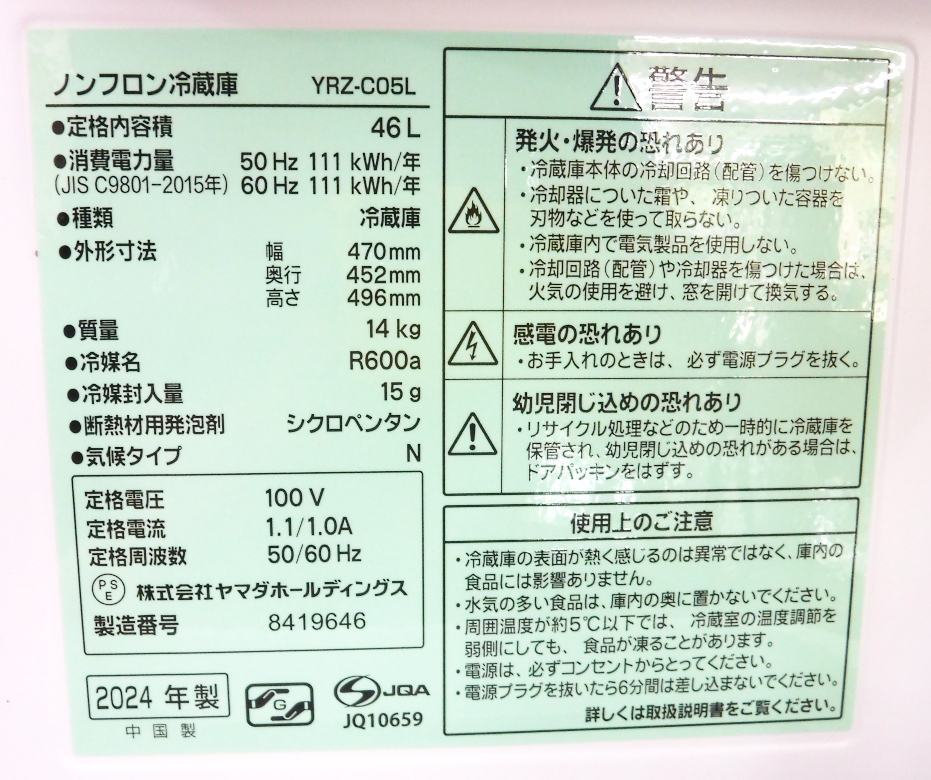 ノンフロン冷蔵庫 YRZ-C05L
●定格内容積 46 L
●消費電力量 50 Hz 111 kWh/年
(JIS C9801-2015年) 60 Hz 111 kWh/年
●種類 冷蔵庫
●外形寸法 幅 470mm
奥行 452mm
高さ 496mm
●質量 14 kg
●冷媒名 R600a
●冷媒封入量 15 g
●断熱材用発泡剤 シクロペンタン
●気候タイプ N
定格電圧 100 V
定格電流 1.1/1.0A
定格周波数 50/60 Hz
PSE 株式会社ヤマダホールディングス
製造番号 8419646
2024 年製
中国製
G
JQA
JQ10659
警告
発火・爆発の恐れあり
・冷蔵庫本体の冷却回路(配管)を傷つけない。
・冷却器についた霜や、凍りついた容器を
刃物などを使って取らない。
・冷蔵庫内で電気製品を使用しない。
・冷却回路(配管)や冷却器を傷つけた場合は、
火気の使用を避け、窓を開けて換気する。
感電の恐れあり
・お手入れのときは、必ず電源プラグを抜く。
幼児閉じ込めの恐れあり
・リサイクル処理などのため一時的に冷蔵庫を
保管され、幼児閉じ込めの恐れがある場合は、
ドアパッキンをはずす。
使用上のご注意
・冷蔵庫の表面が熱く感じるのは異常ではなく、庫内の
食品には影響ありません。
・水気の多い食品は、庫内の奥に置かないでください。
・周囲温度が約5℃以下では、冷蔵室の温度調節を
弱側にしても、食品が凍ることがあります。
・電源は、必ずコンセントからとってください。
・電源プラグを抜いたら6分間は差し込まないでください。
詳しくは取扱説明書をご覧ください。